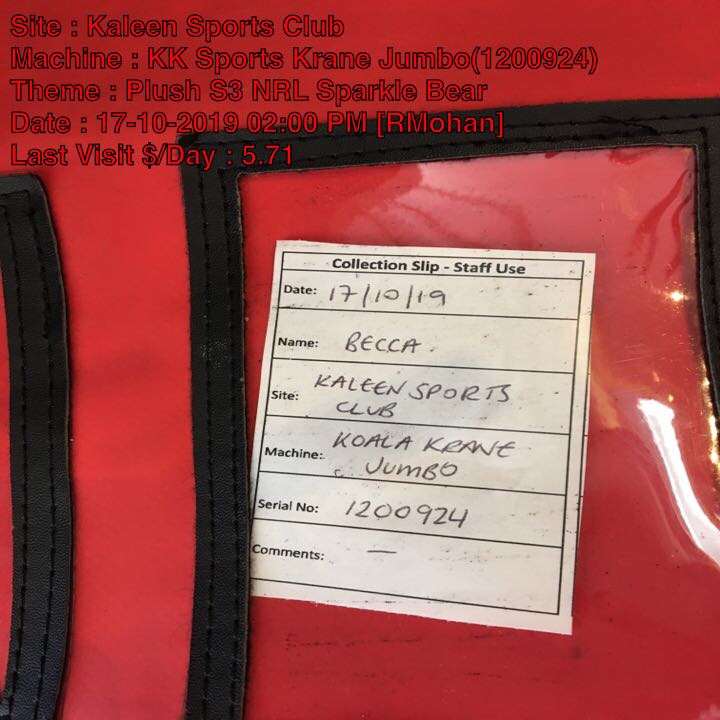 Site : Kaleen Sports Club
Machine : KK Sports Krane Jumbo(1200924)
Theme : Plush S3 NRL Sparkle Bear
Date : 17-10-2019 02:00 PM [RMohan]
Last Visit $/Day : 5.71
Collection Slip - Staff Use
Date: 17/10/19
Name: BECCA.
Site: KALEEN SPORTS
CLUB
Machine: KOALA KRANE
JUMBO
Serial No: 1200924
Comments: —